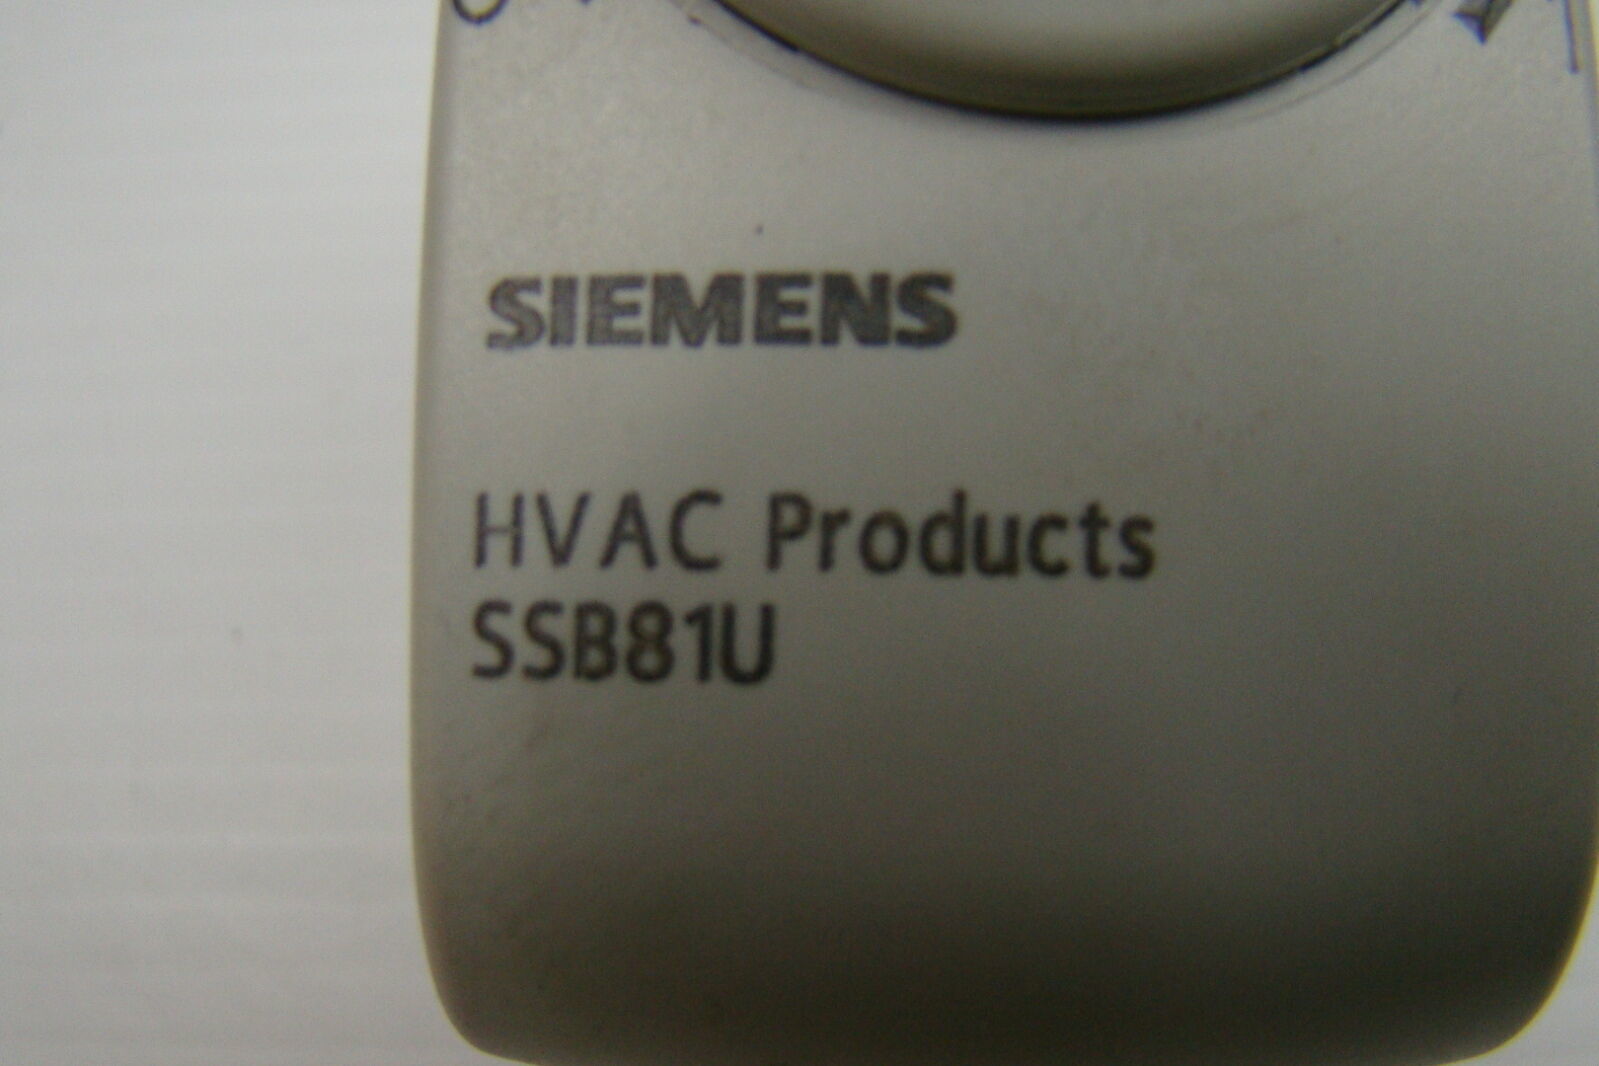 SIEMENS
HVAC Products
SSB81U